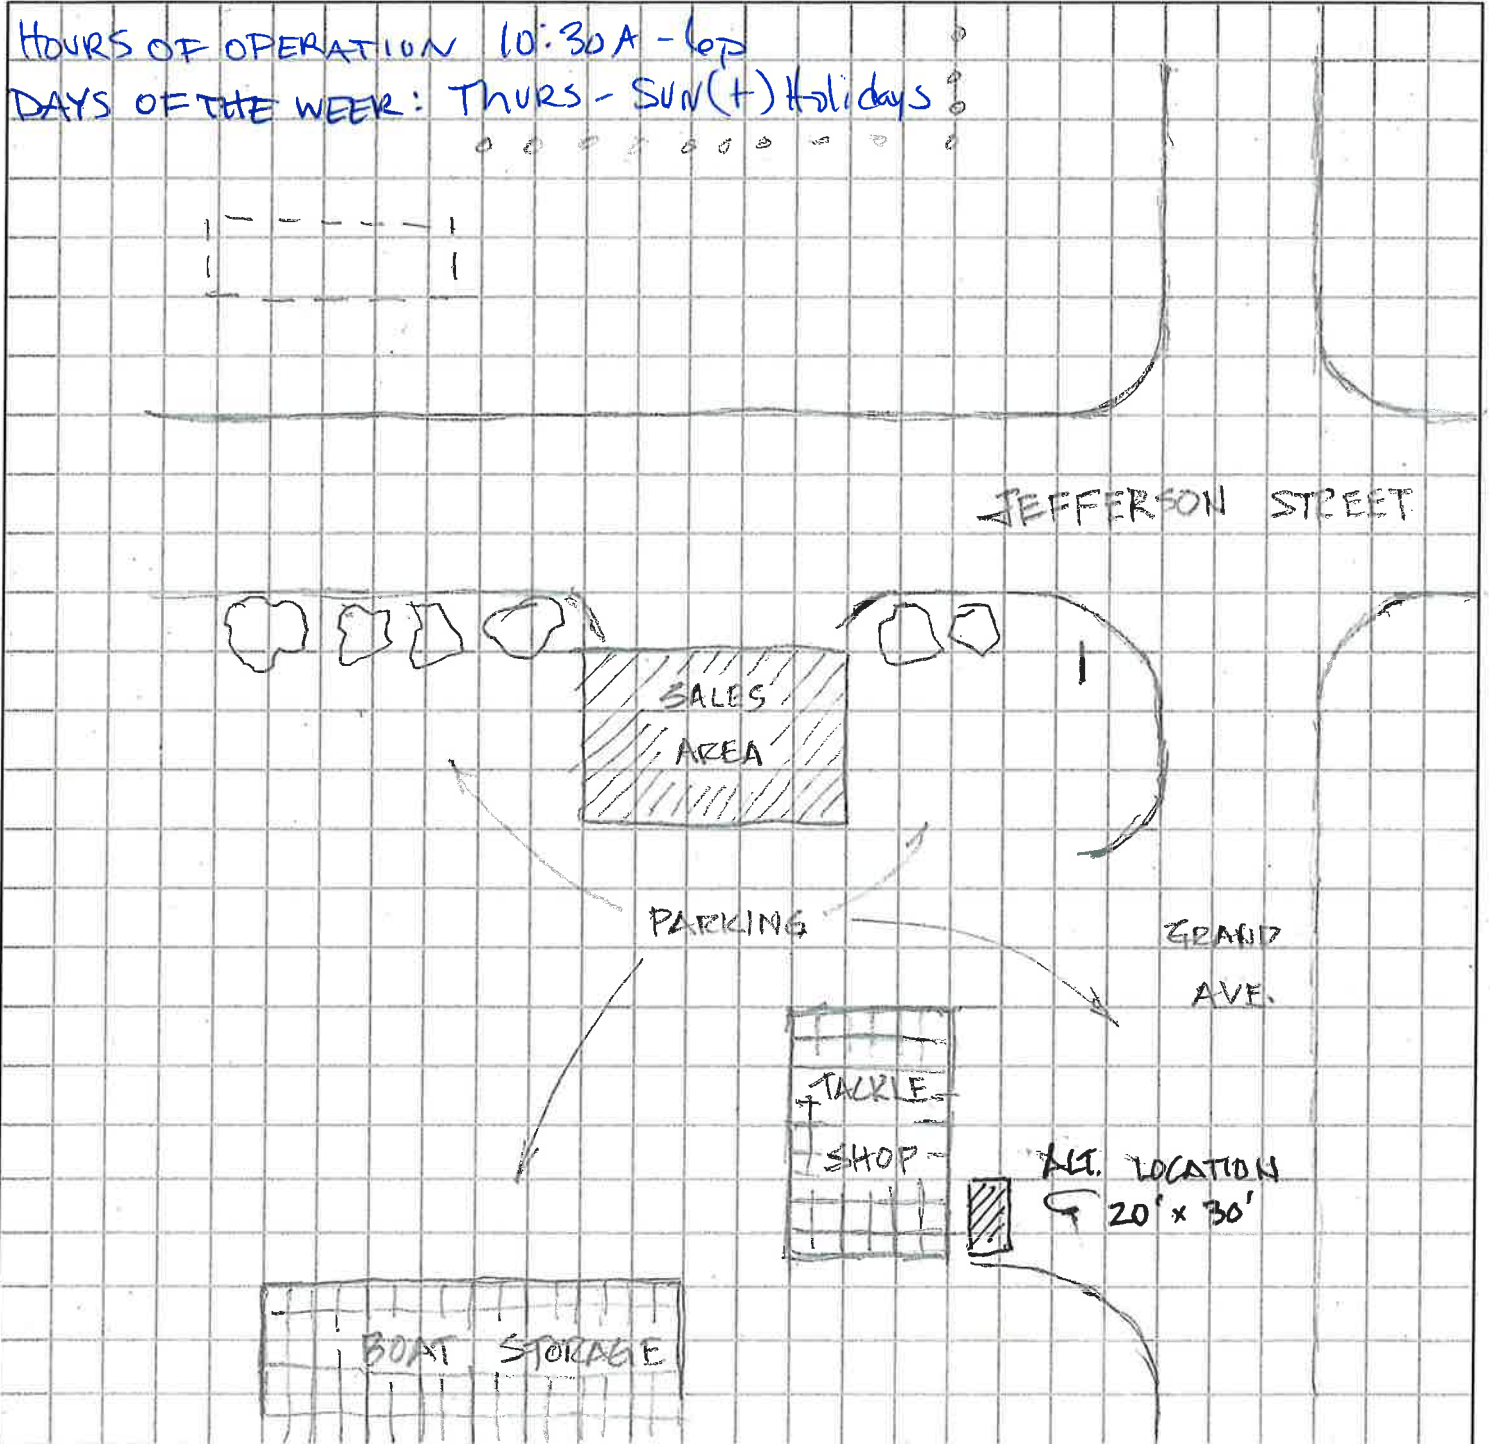 HOURS OF OPERATION 10:30A - 6p
DAYS OF THE WEEK: THURS - SUN(+) Holidays
JEFFERSON STREET
SALES
AREA
PARKING
GRAND
AVE.
TACKLE
SHOP
ALT. LOCATION
20' x 30'
BOAT STORAGE